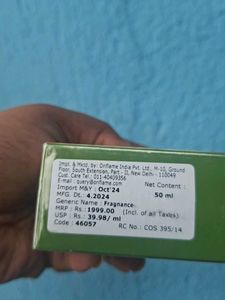 Impl. & Mktd. by: Oriflame India Pvt. Ltd., M-10, Ground
Floor, South Extension, Part - II, New Delhi - 110049
Cust. Care Tel.: 011-40409356
E-mail : query@oriflame.com
Import M&Y : Oct'24 Net Content :
MFG. Dt.: 4.2024 50 ml
Generic Name : Fragnance
MRP : Rs.:1999.00 (Incl. of all Taxes)
USP : Rs.: 39.98/ ml
Code : 46057 RC No.: COS 395/14